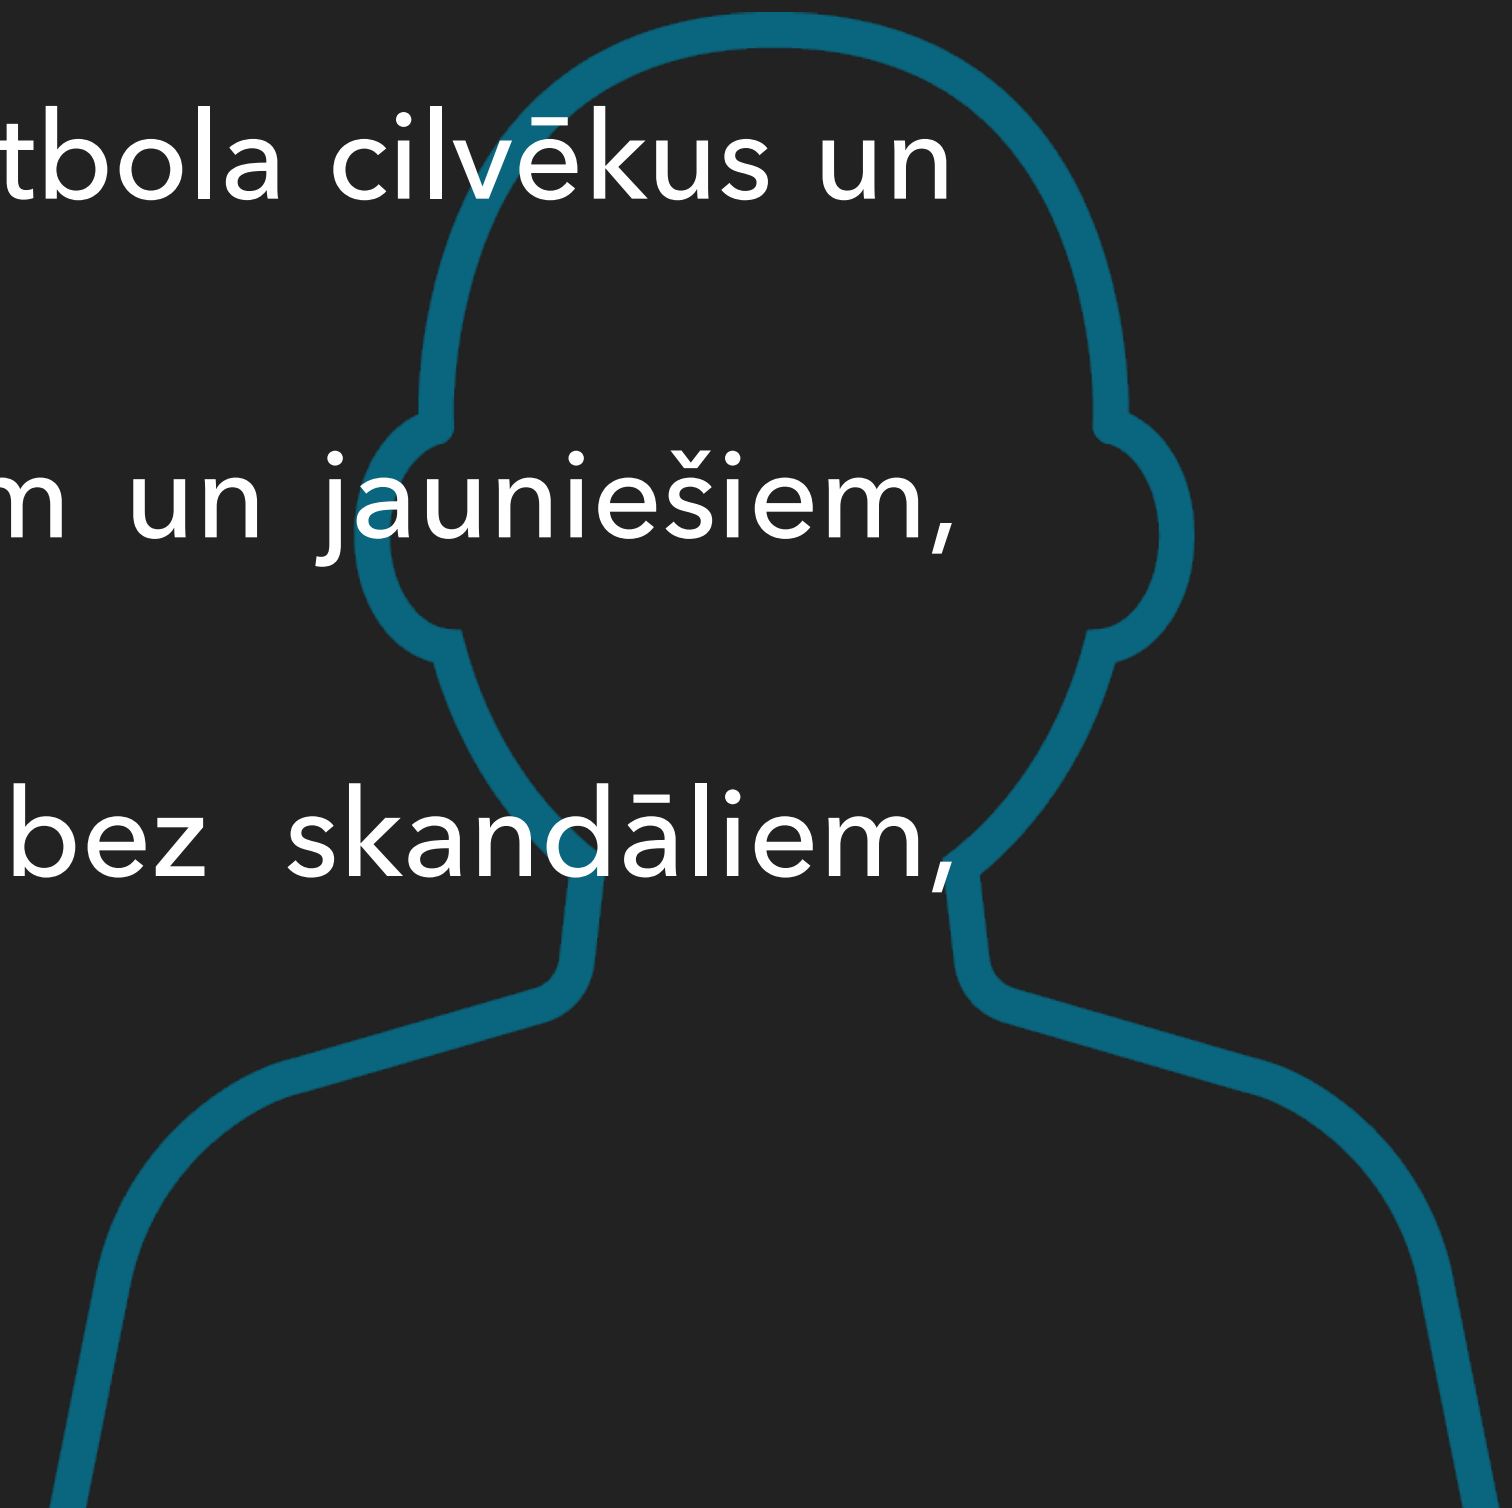 tbola cilvēkus un
m un jauniešiem,
bez skandāliem,